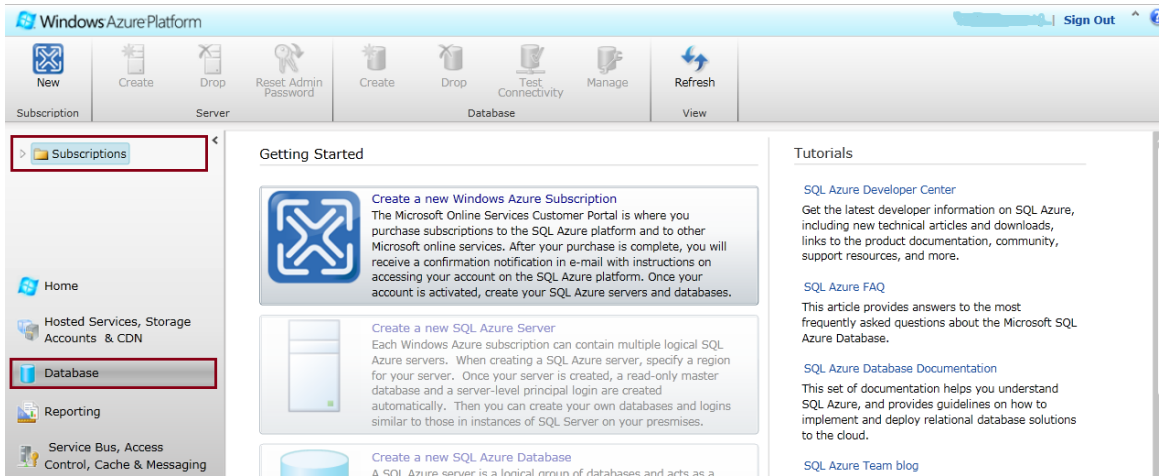 Windows Azure Platform
| Sign Out
New
Create
Drop
Reset Admin
Password
Create
Drop
Test
Connectivity
Manage
Refresh
Subscription
Server
Database
View
Subscriptions
Home
Hosted Services, Storage
Accounts & CDN
Database
Reporting
Service Bus, Access
Control, Cache & Messaging
Getting Started
Create a new Windows Azure Subscription
The Microsoft Online Services Customer Portal is where you
purchase subscriptions to the SQL Azure platform and to other
Microsoft online services. After your purchase is complete, you will
receive a confirmation notification in e-mail with instructions on
accessing your account on the SQL Azure platform. Once your
account is activated, create your SQL Azure servers and databases.
Create a new SQL Azure Server
Each Windows Azure subscription can contain multiple logical SQL
Azure servers. When creating a SQL Azure server, specify a region
for your server. Once your server is created, a read-only master
database and a server-level principal login are created
automatically. Then you can create your own databases and logins
similar to those in instances of SQL Server on your presmises.
Create a new SQL Azure Database
A SQL Azure server is a logical group of databases and acts as a
Tutorials
SQL Azure Developer Center
Get the latest developer information on SQL Azure,
including new technical articles and downloads,
links to the product documentation, community,
support resources, and more.
SQL Azure FAQ
This article provides answers to the most
frequently asked questions about the Microsoft SQL
Azure Database.
SQL Azure Database Documentation
This set of documentation helps you understand
SQL Azure, and provides guidelines on how to
implement and deploy relational database solutions
to the cloud.
SQL Azure Team blog